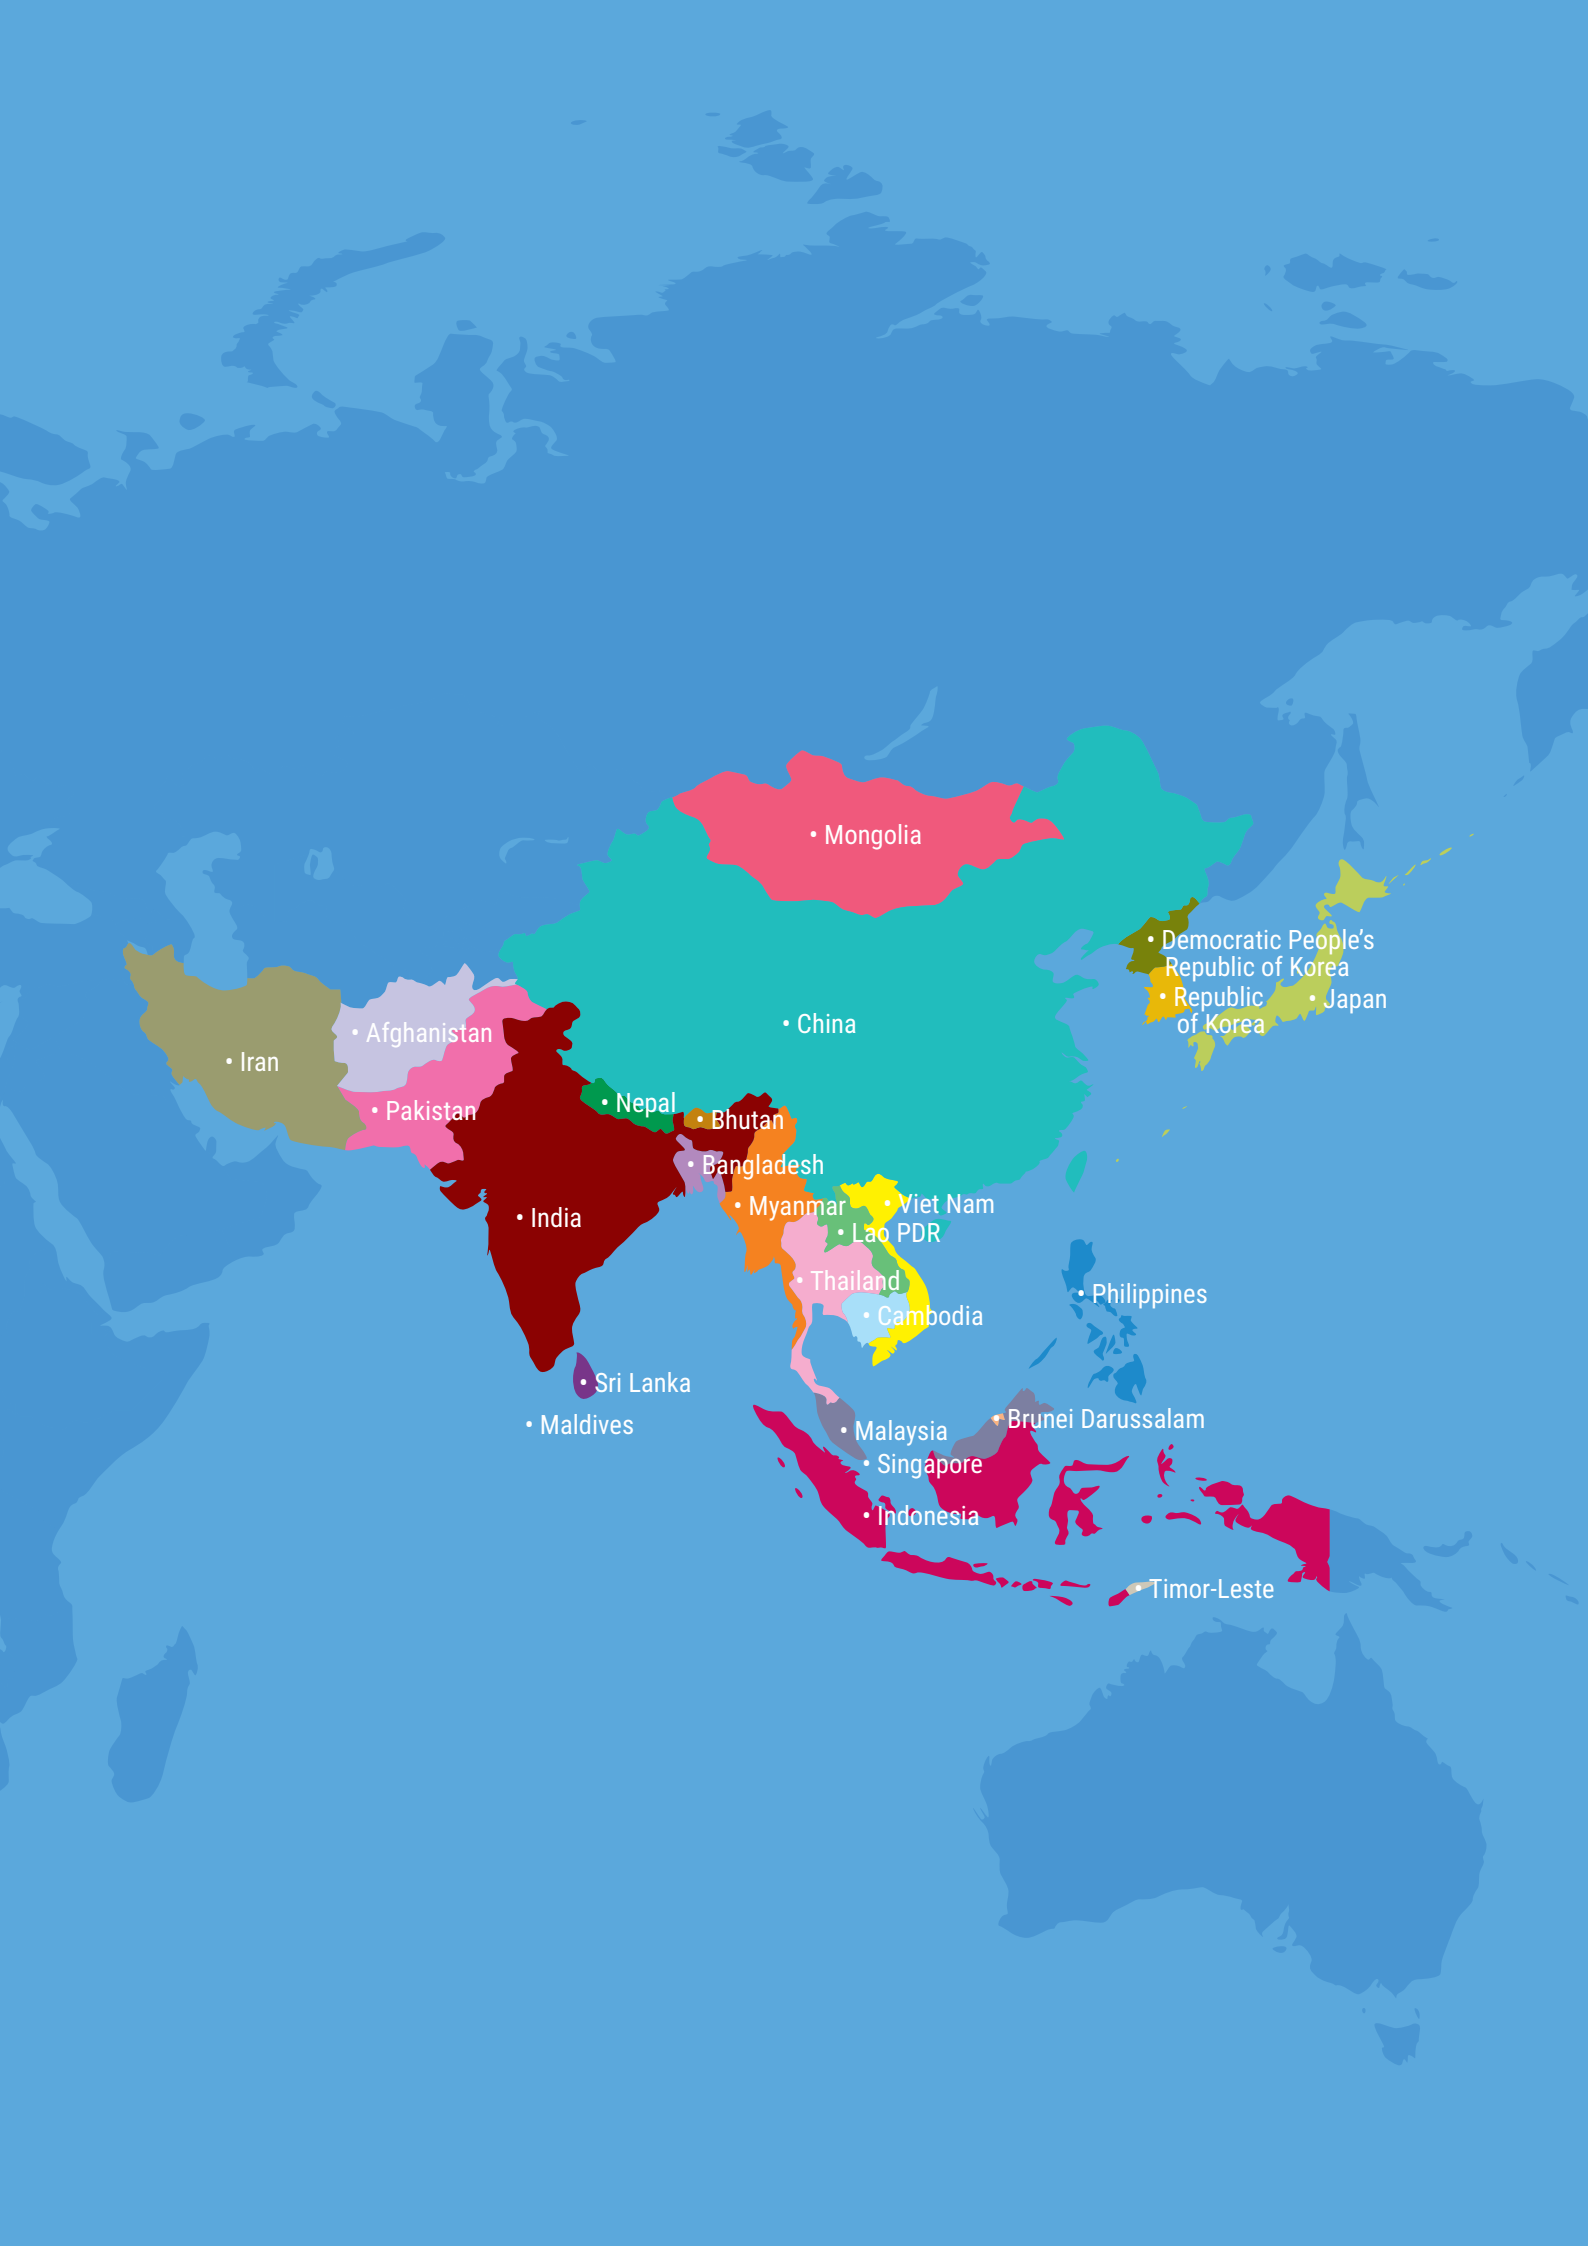 • Mongolia
• Democratic People’s
Republic of Korea
• Republic
of Korea
• Japan
• China
• Afghanistan
• Iran
• Pakistan
• Nepal
• Bhutan
• Bangladesh
• Myanmar
• Viet Nam
• India
• Lao PDR
• Thailand
• Philippines
• Cambodia
• Sri Lanka
• Maldives
• Brunei Darussalam
• Malaysia
• Singapore
• Indonesia
• Timor-Leste